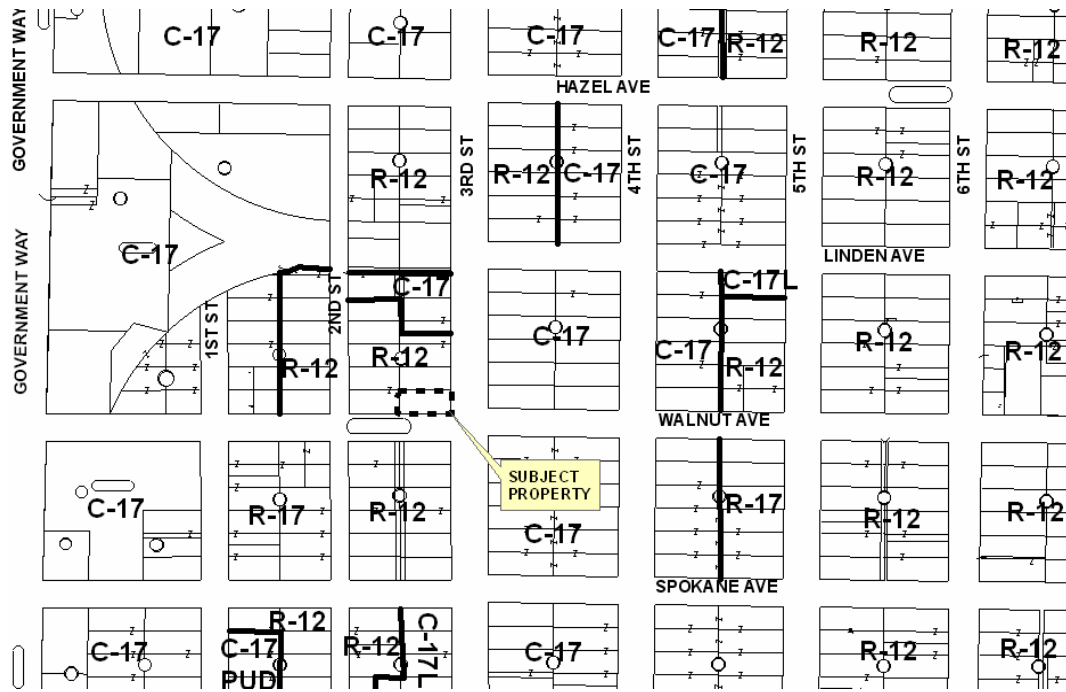 GOVERNMENT WAY
C-17
C-17
C-17
C-17
R-12
R-12
R-12
HAZEL AVE
R-12
3RD ST
R-12
C-17
4TH ST
C-17
5TH ST
R-12
6TH ST
R-12
GOVERNMENT WAY
C-17
LINDEN AVE
1ST ST
2ND ST
C-17
C-17L
R-12
R-12
C-17
C-17
R-12
R-12
R-12
WALNUT AVE
SUBJECT
PROPERTY
C-17
R-17
R-12
C-17
R-17
R-12
R-12
SPOKANE AVE
C-17
R-12
C-17
PUD
R-12
C-17L
C-17
R-12
R-12